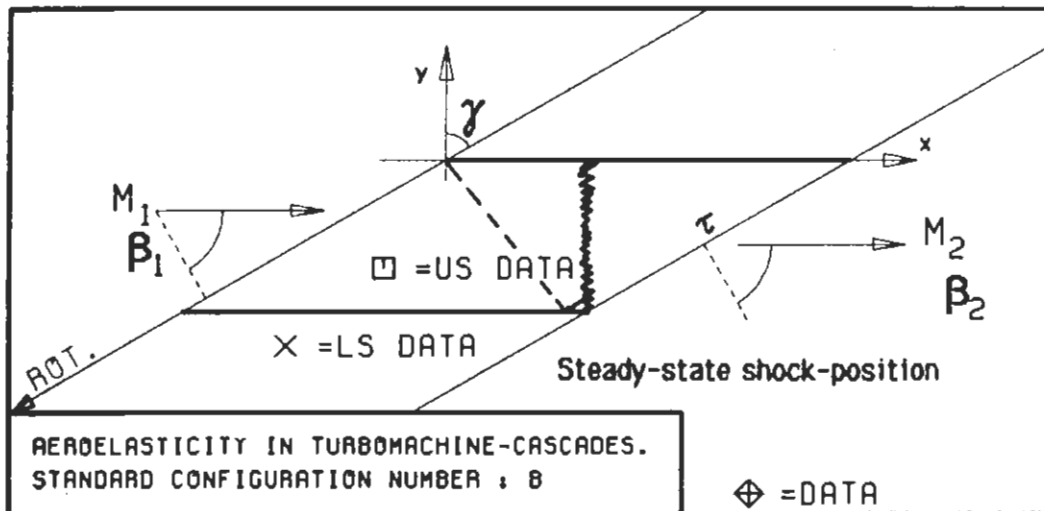 y
γ
x
M1
β1
τ
M2
β2
=US DATA
× =LS DATA
ROT.
Steady-state shock-position
AEROELASTICITY IN TURBOMACHINE-CASCADES.
STANDARD CONFIGURATION NUMBER : 8
=DATA